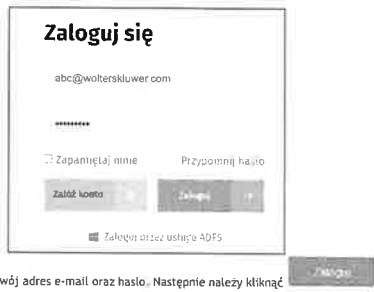 Zaloguj się
abc@wolterskluwer.com
*********
Zapamiętaj mnie Przypomnij hasło
Załóż konto Zaloguj
Zaloguj przez usługę ADFS
wój adres e-mail oraz hasło. Następnie należy kliknąć Zaloguj